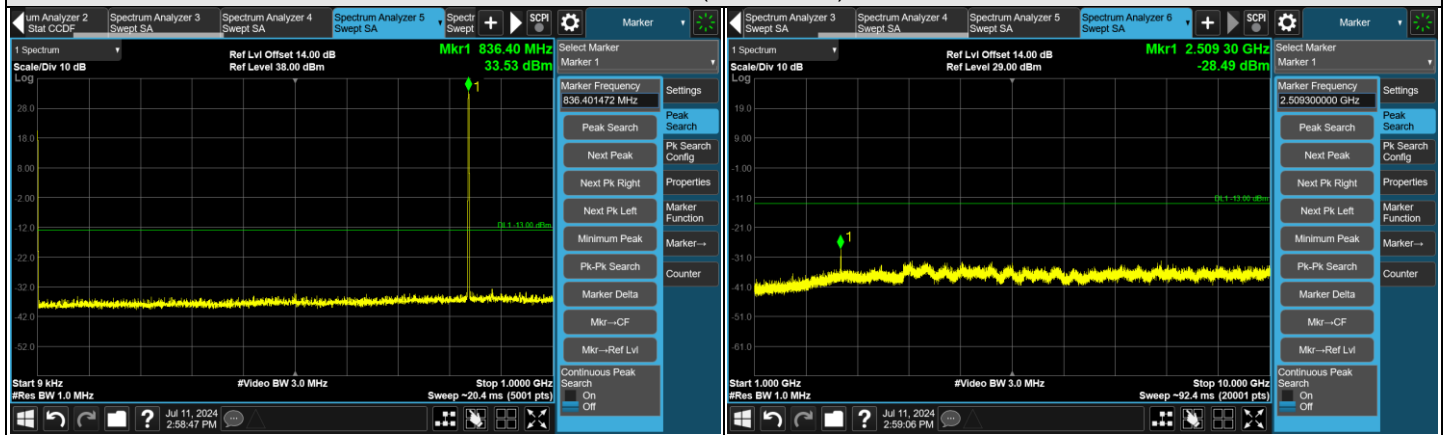 um Analyzer 2
Stat CCDF
Spectrum Analyzer 3
Swept SA
Spectrum Analyzer 4
Swept SA
Spectrum Analyzer 5
Swept SA
Spectr
Swept
SCPI
Marker
1 Spectrum
Scale/Div 10 dB
Log
Ref Lvl Offset 14.00 dB
Ref Level 38.00 dBm
Mkr1 836.40 MHz
33.53 dBm
1
28.0
18.0
8.00
-2.00
-12.0
-22.0
-32.0
-42.0
-52.0
DL1 -13.00 dBm
Start 9 kHz
#Res BW 1.0 MHz
#Video BW 3.0 MHz
Stop 1.0000 GHz
Sweep ~20.4 ms (5001 pts)
Select Marker
Marker 1
Marker Frequency
836.401472 MHz
Peak Search
Next Peak
Next Pk Right
Next Pk Left
Minimum Peak
Pk-Pk Search
Marker Delta
Mkr→CF
Mkr→Ref Lvl
Continuous Peak
Search
On
Off
Settings
Peak
Search
Pk Search
Config
Properties
Marker
Function
Marker→
Counter
?
Jul 11, 2024
2:58:47 PM
Spectrum Analyzer 3
Swept SA
Spectrum Analyzer 4
Swept SA
Spectrum Analyzer 5
Swept SA
Spectrum Analyzer 6
Swept SA
SCPI
Marker
1 Spectrum
Scale/Div 10 dB
Log
Ref Lvl Offset 14.00 dB
Ref Level 29.00 dBm
Mkr1 2.509 30 GHz
-28.49 dBm
1
19.0
9.00
-1.00
-11.0
-21.0
-31.0
-41.0
-51.0
-61.0
DL1 -13.00 dBm
Start 1.000 GHz
#Res BW 1.0 MHz
#Video BW 3.0 MHz
Stop 10.000 GHz
Sweep ~92.4 ms (20001 pts)
Select Marker
Marker 1
Marker Frequency
2.509300000 GHz
Peak Search
Next Peak
Next Pk Right
Next Pk Left
Minimum Peak
Pk-Pk Search
Marker Delta
Mkr→CF
Mkr→Ref Lvl
Continuous Peak
Search
On
Off
Settings
Peak
Search
Pk Search
Config
Properties
Marker
Function
Marker→
Counter
?
Jul 11, 2024
2:59:06 PM